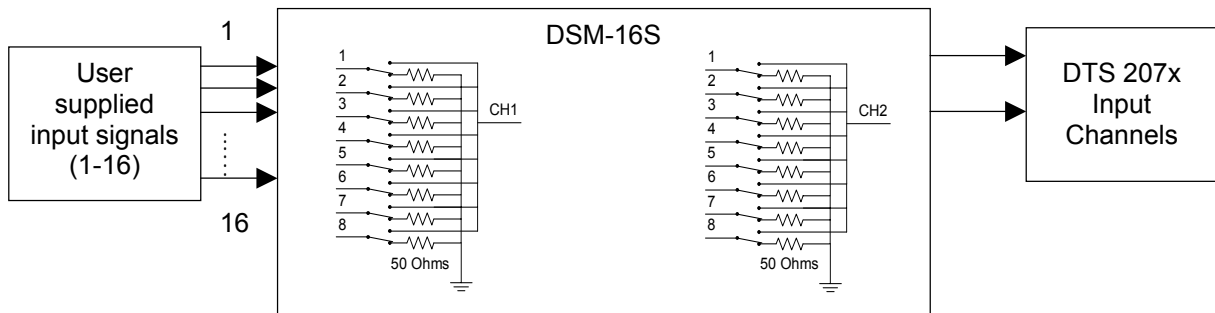 1
User
supplied
input signals
(1-16)
16
DSM-16S
1
2
3
4
5
6
7
8
CH1
50 Ohms
1
2
3
4
5
6
7
8
CH2
50 Ohms
DTS 207x
Input
Channels